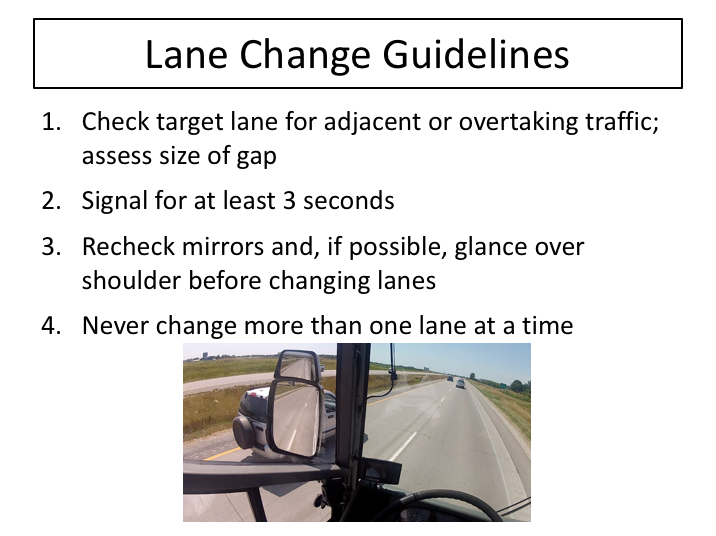 Lane Change Guidelines
1. Check target lane for adjacent or overtaking traffic;
assess size of gap
2. Signal for at least 3 seconds
3. Recheck mirrors and, if possible, glance over
shoulder before changing lanes
4. Never change more than one lane at a time